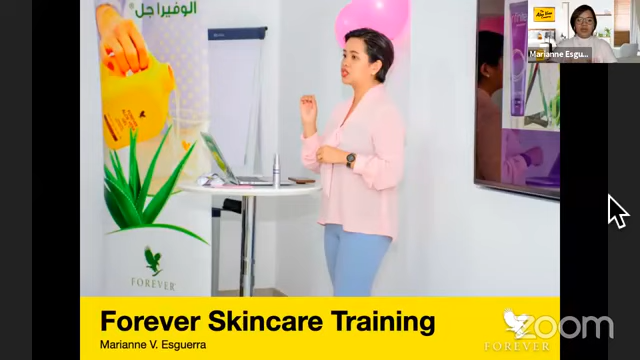 الوفيرا جل®
Marianne Esgu...
FOREVER
Forever Skincare Training
Marianne V. Esguerra
FOREVER
zoom